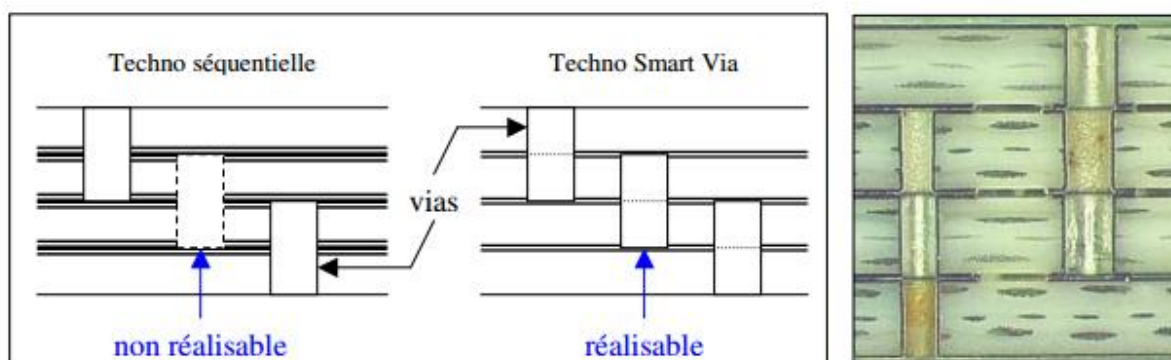 Techno séquentielle
Techno Smart Via
vias
non réalisable
réalisable